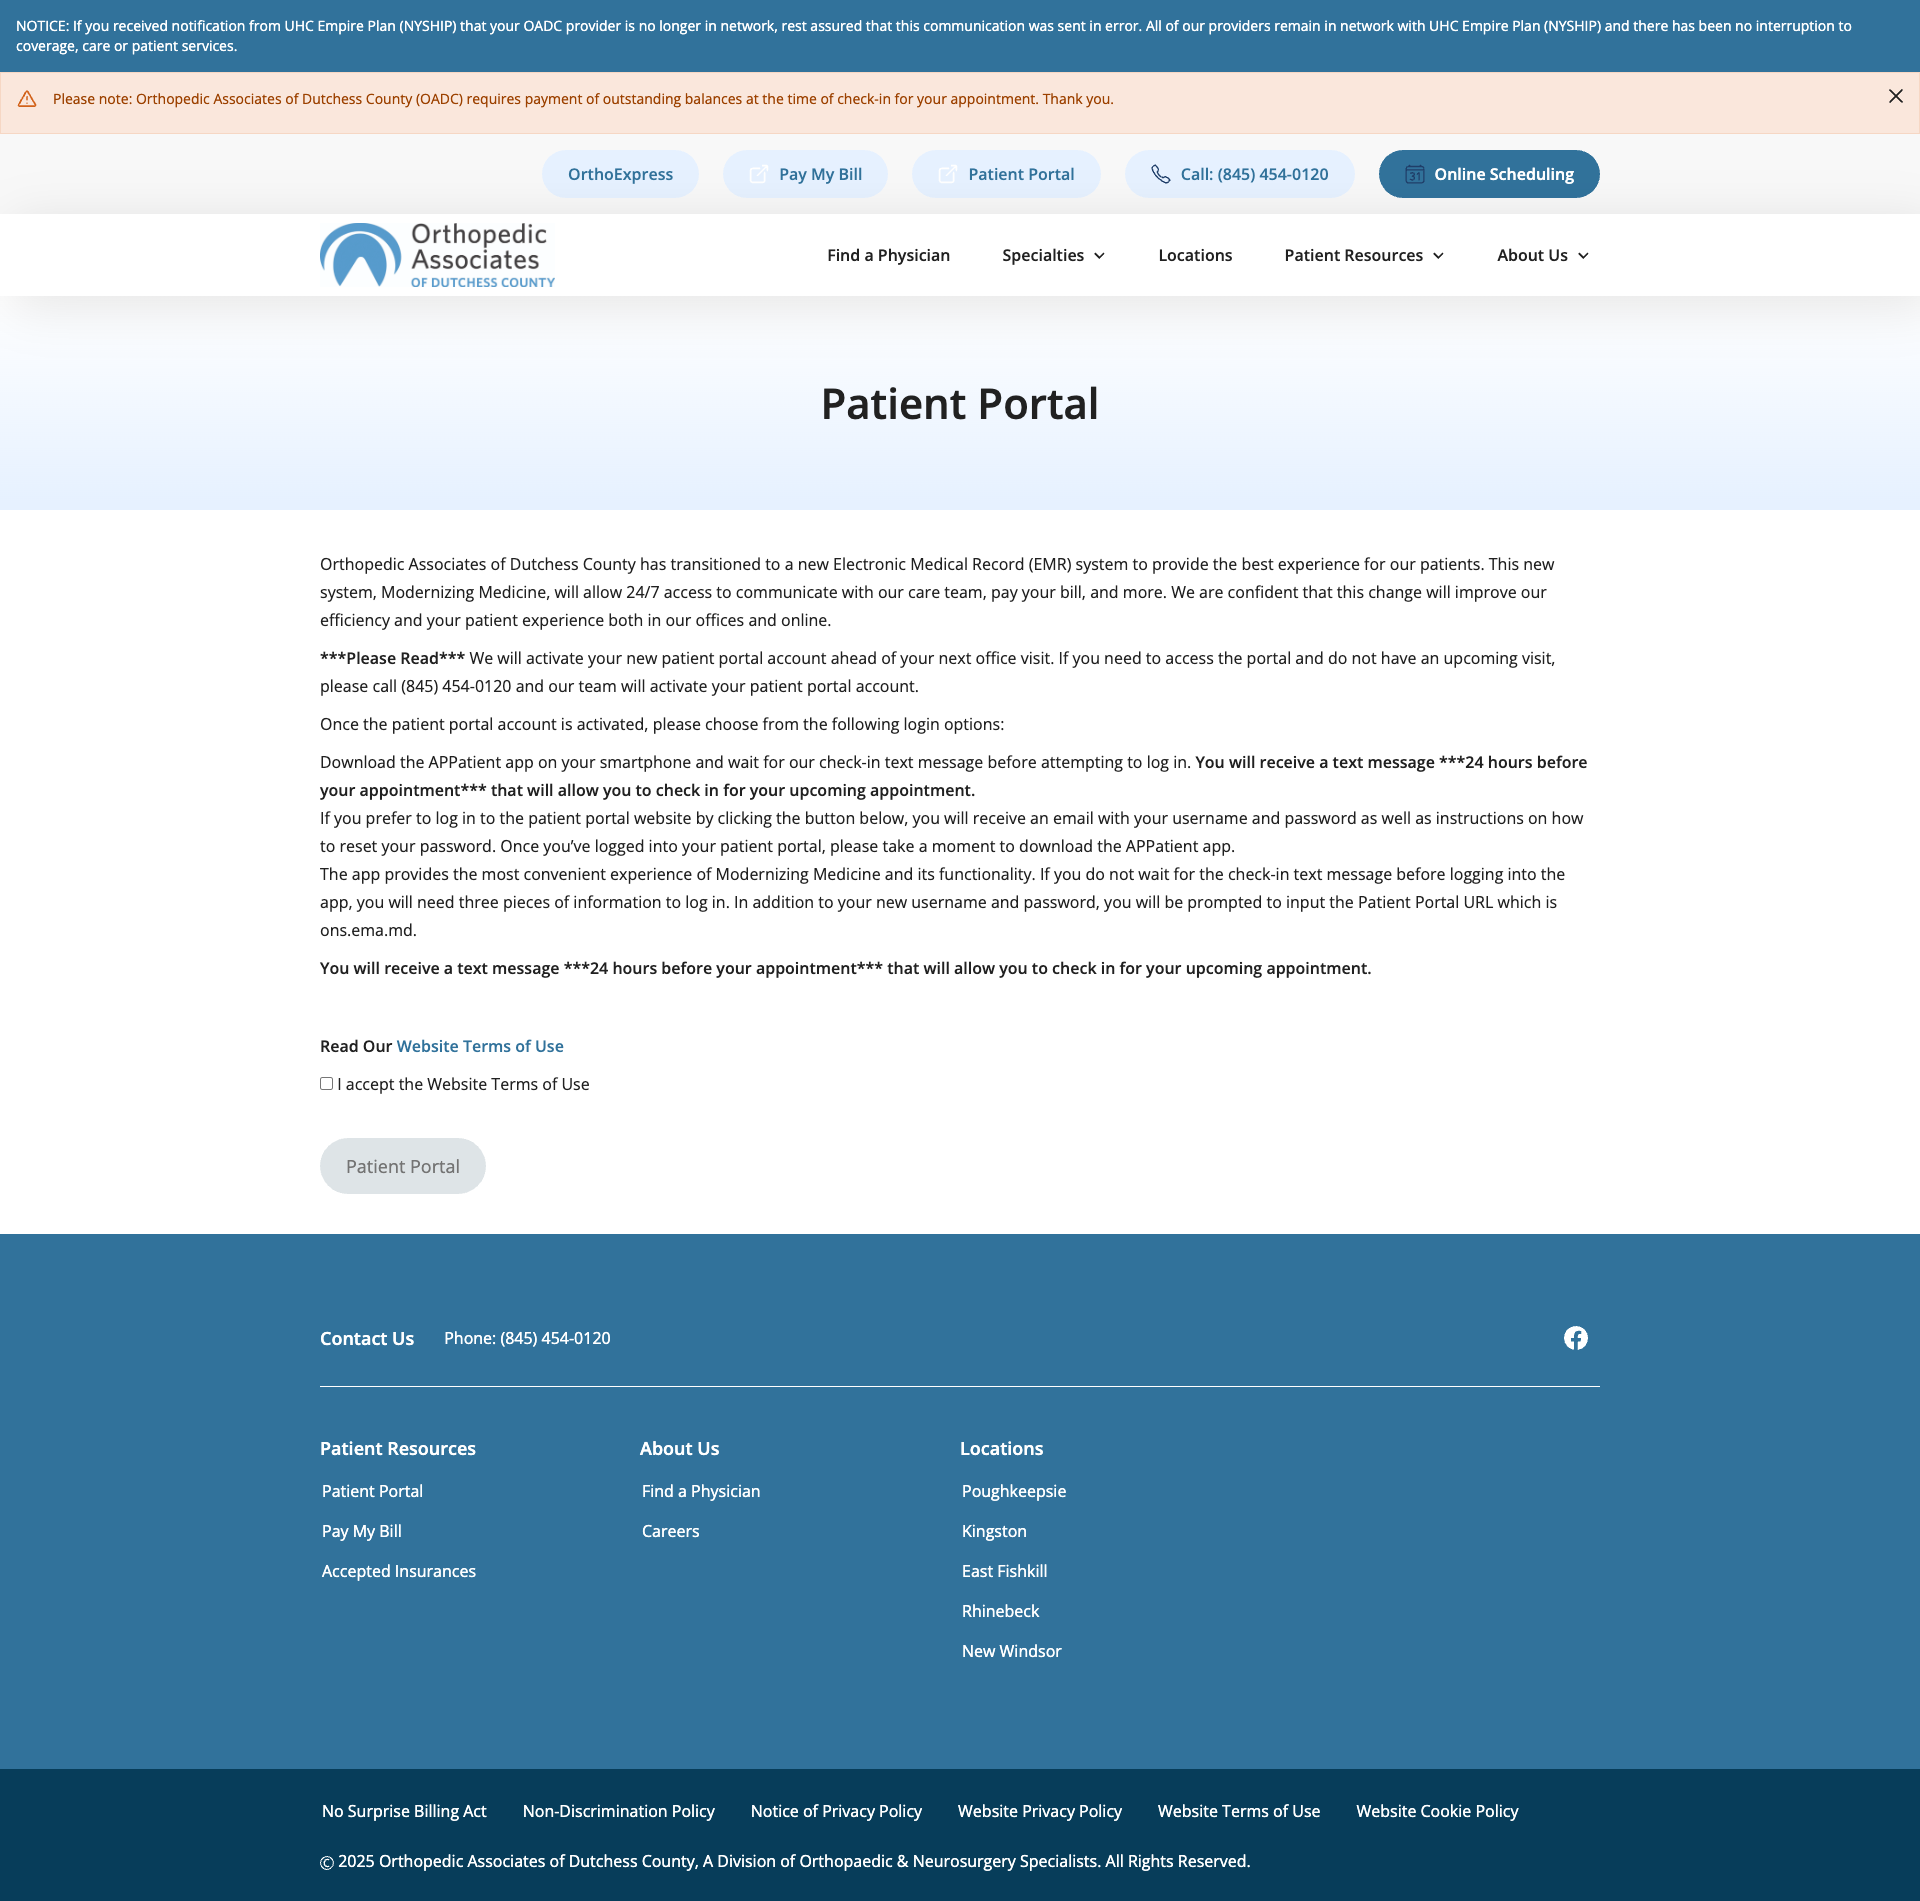 NOTICE: If you received notification from UHC Empire Plan (NYSHIP) that your OADC provider is no longer in network, rest assured that this communication was sent in error. All of our providers remain in network with UHC Empire Plan (NYSHIP) and there has been no interruption to
coverage, care or patient services.
Please note: Orthopedic Associates of Dutchess County (OADC) requires payment of outstanding balances at the time of check-in for your appointment. Thank you.
OrthoExpress
Pay My Bill
Patient Portal
Call: (845) 454-0120
31
Online Scheduling
Orthopedic
Associates
OF DUTCHESS COUNTY
Find a Physician
Specialties
Locations
Patient Resources
About Us
Patient Portal
Orthopedic Associates of Dutchess County has transitioned to a new Electronic Medical Record (EMR) system to provide the best experience for our patients. This new
system, Modernizing Medicine, will allow 24/7 access to communicate with our care team, pay your bill, and more. We are confident that this change will improve our
efficiency and your patient experience both in our offices and online.
***Please Read*** We will activate your new patient portal account ahead of your next office visit. If you need to access the portal and do not have an upcoming visit,
please call (845) 454-0120 and our team will activate your patient portal account.
Once the patient portal account is activated, please choose from the following login options:
Download the APPatient app on your smartphone and wait for our check-in text message before attempting to log in. You will receive a text message ***24 hours before
your appointment*** that will allow you to check in for your upcoming appointment.
If you prefer to log in to the patient portal website by clicking the button below, you will receive an email with your username and password as well as instructions on how
to reset your password. Once you’ve logged into your patient portal, please take a moment to download the APPatient app.
The app provides the most convenient experience of Modernizing Medicine and its functionality. If you do not wait for the check-in text message before logging into the
app, you will need three pieces of information to log in. In addition to your new username and password, you will be prompted to input the Patient Portal URL which is
ons.ema.md.
You will receive a text message ***24 hours before your appointment*** that will allow you to check in for your upcoming appointment.
Read Our Website Terms of Use
I accept the Website Terms of Use
Patient Portal
Contact Us
Phone: (845) 454-0120
Patient Resources
Patient Portal
Pay My Bill
Accepted Insurances
About Us
Find a Physician
Careers
Locations
Poughkeepsie
Kingston
East Fishkill
Rhinebeck
New Windsor
No Surprise Billing Act
Non-Discrimination Policy
Notice of Privacy Policy
Website Privacy Policy
Website Terms of Use
Website Cookie Policy
© 2025 Orthopedic Associates of Dutchess County, A Division of Orthopaedic & Neurosurgery Specialists. All Rights Reserved.